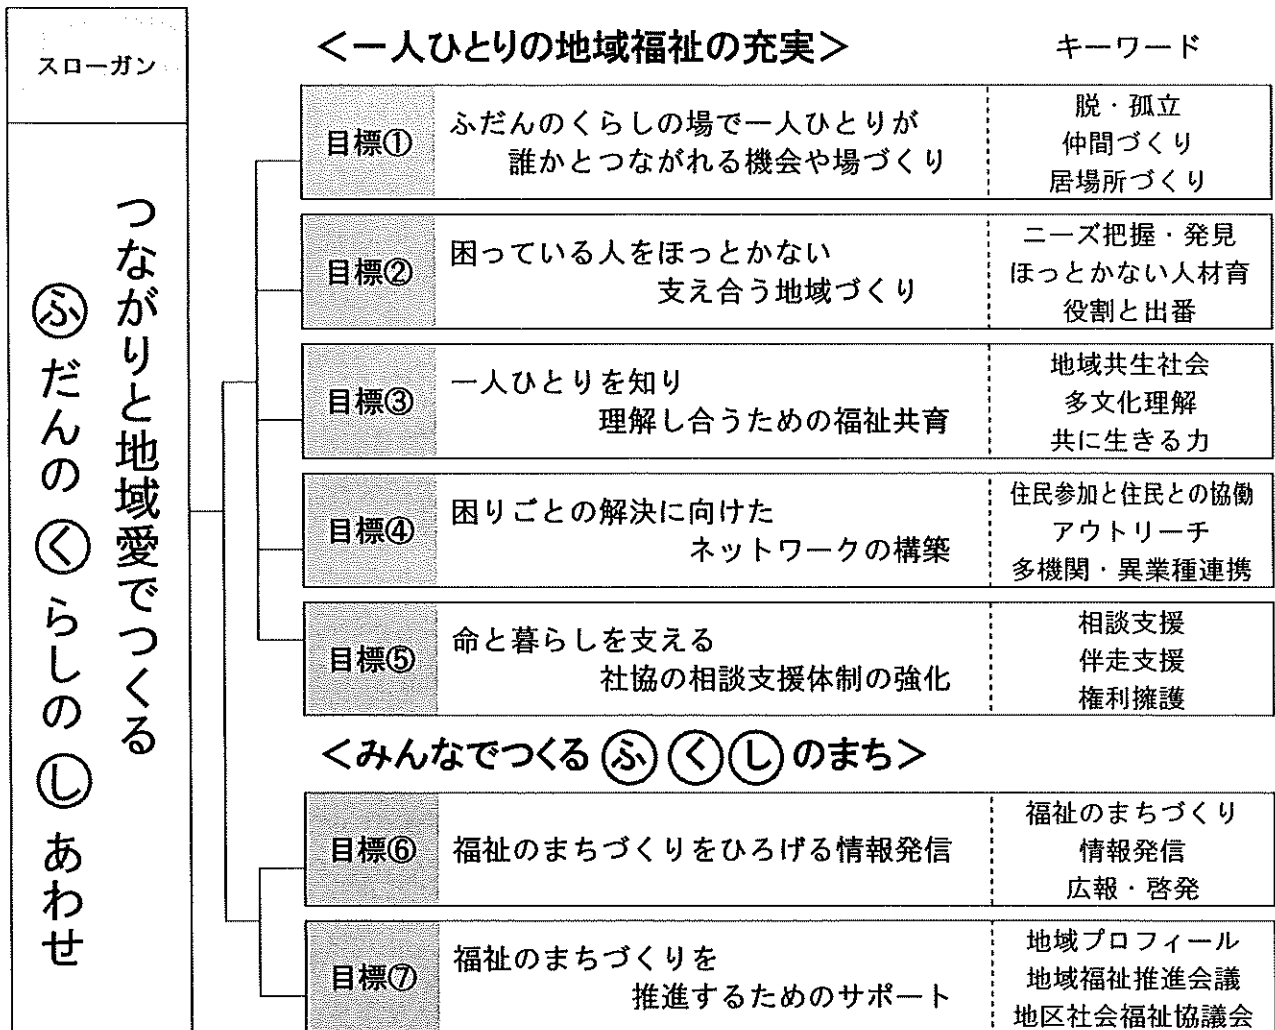 スローガン
つながりと地域愛でつくる
ふだんのくらしのしあわせ
＜一人ひとりの地域福祉の充実＞
キーワード
目標①
ふだんのくらしの場で一人ひとりが
誰かとつながれる機会や場づくり
脱・孤立
仲間づくり
居場所づくり
目標②
困っている人をほっとかない
支え合う地域づくり
ニーズ把握・発見
ほっとかない人材育
役割と出番
目標③
一人ひとりを知り
理解し合うための福祉共育
地域共生社会
多文化理解
共に生きる力
目標④
困りごとの解決に向けた
ネットワークの構築
住民参加と住民との協働
アウトリーチ
多機関・異業種連携
目標⑤
命と暮らしを支える
社協の相談支援体制の強化
相談支援
伴走支援
権利擁護
＜みんなでつくるふくしのまち＞
目標⑥
福祉のまちづくりをひろげる情報発信
福祉のまちづくり
情報発信
広報・啓発
目標⑦
福祉のまちづくりを
推進するためのサポート
地域プロフィール
地域福祉推進会議
地区社会福祉協議会